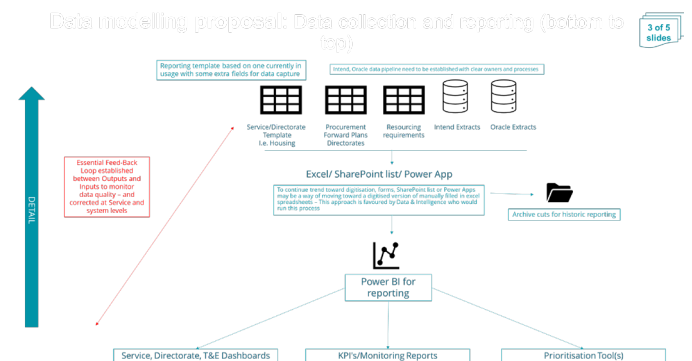 Data modelling proposal: Data collection and reporting (bottom to
top)
3 of 5
slides
Reporting template based on one currently in
usage with some extra fields for data capture
Intend, Oracle data pipeline need to be established with clear owners and processes
Service/Directorate
Template
I.e. Housing
Procurement
Forward Plans
Directorates
Resourcing
requirements
Intend Extracts
Oracle Extracts
Essential Feed-Back
Loop established
between Outputs and
Inputs to monitor
data quality – and
corrected at Service and
system levels
DETAIL
Excel/ SharePoint list/ Power App
To continue trend toward digitisation, farms, SharePoint list or Power Apps
may be a way of moving toward a digitised version of manually filled in excel
spreadsheets – This approach is favoured by Data & Intelligence who would
run this process
Archive cuts for historic reporting
Power BI for
reporting
Service, Directorate, T&E Dashboards
KPI's/Monitoring Reports
Prioritisation Tool(s)